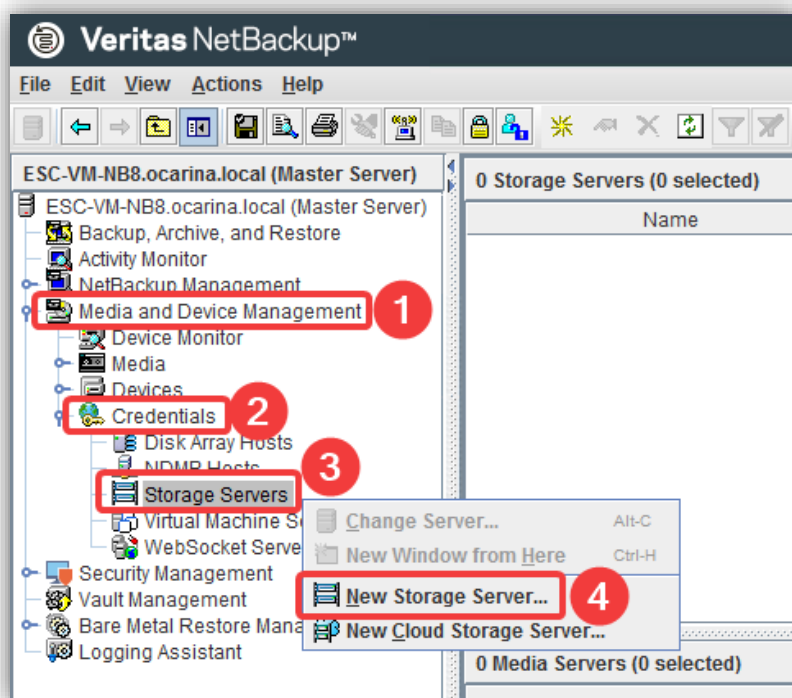 Veritas NetBackup™
File Edit View Actions Help
ESC-VM-NB8.ocarina.local (Master Server)
0 Storage Servers (0 selected)
Name
ESC-VM-NB8.ocarina.local (Master Server)
Backup, Archive, and Restore
Activity Monitor
NetBackup Management
Media and Device Management 1
Device Monitor
Media
Devices
Credentials 2
Disk Array Hosts
NDMP Hosts
3
Storage Servers
Virtual Machine S
Change Server... Alt-C
WebSocket Serve
New Window from Here Ctrl-H
Security Management
New Storage Server... 4
Vault Management
Bare Metal Restore Mana
New Cloud Storage Server...
Logging Assistant
0 Media Servers (0 selected)